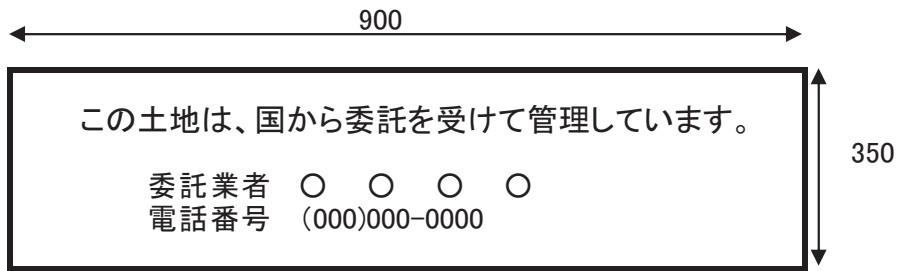 900
この土地は、国から委託を受けて管理しています。
350
委託業者　○　○　○　○
電話番号　(000)000-0000